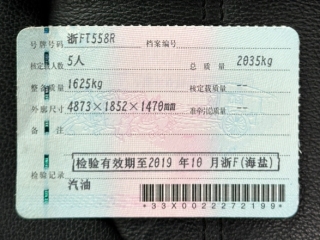 号牌号码 浙FT558R 档案编号
核定载人数 5人 总质量 2035kg
整备质量 1625kg 核定载质量 --
外廓尺寸 4873×1852×1470mm 准牵引总质量 --
备注
检验有效期至2019 年10 月浙F(海盐)
检验记录
汽油
*33X0022272199*